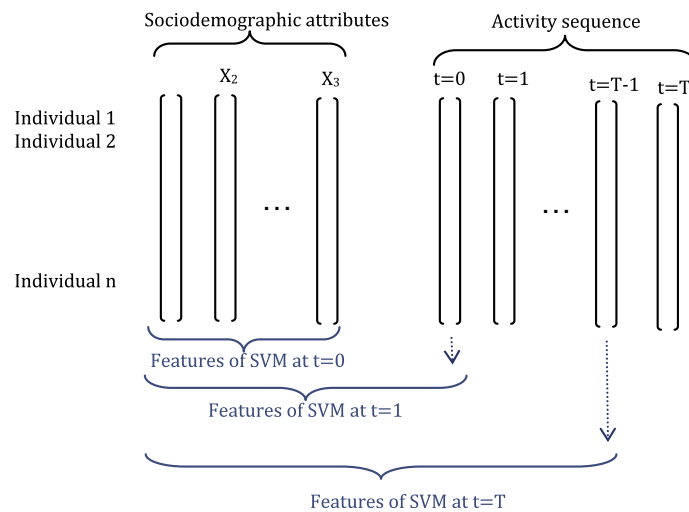 Sociodemographic attributes
Activity sequence
X2
X3
t=0
t=1
t=T-1
t=T
Individual 1
Individual 2
...
...
Individual n
Features of SVM at t=0
Features of SVM at t=1
Features of SVM at t=T